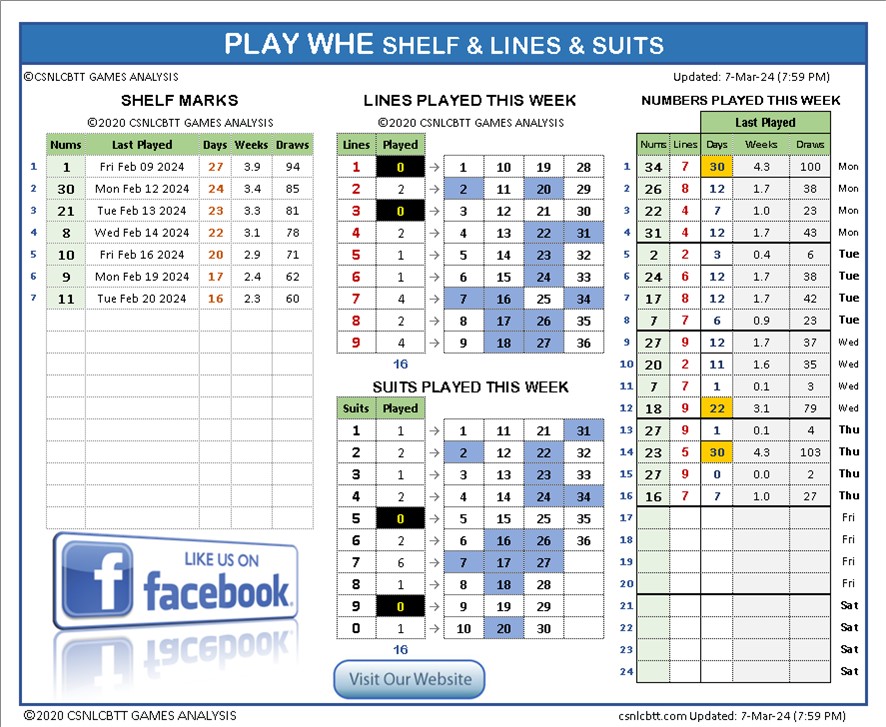 PLAY WHE SHELF & LINES & SUITS
©CSNLCBTT GAMES ANALYSIS
Updated: 7-Mar-24 (7:59 PM)
SHELF MARKS
©2020 CSNLCBTT GAMES ANALYSIS
Nums Last Played Days Weeks Draws
1 1 Fri Feb 09 2024 27 3.9 94
2 30 Mon Feb 12 2024 24 3.4 85
3 21 Tue Feb 13 2024 23 3.3 81
4 8 Wed Feb 14 2024 22 3.1 78
5 10 Fri Feb 16 2024 20 2.9 71
6 9 Mon Feb 19 2024 17 2.4 62
7 11 Tue Feb 20 2024 16 2.3 60
LIKE US ON
facebook.
LINES PLAYED THIS WEEK
©2020 CSNLCBTT GAMES ANALYSIS
Lines Played
1 0 → 1 10 19 28
2 2 → 2 11 20 29
3 0 → 3 12 21 30
4 2 → 4 13 22 31
5 1 → 5 14 23 32
6 1 → 6 15 24 33
7 4 → 7 16 25 34
8 2 → 8 17 26 35
9 4 → 9 18 27 36
16
SUITS PLAYED THIS WEEK
Suits Played
1 1 → 1 11 21 31
2 2 → 2 12 22 32
3 1 → 3 13 23 33
4 2 → 4 14 24 34
5 0 → 5 15 25 35
6 2 → 6 16 26 36
7 6 → 7 17 27
8 1 → 8 18 28
9 0 → 9 19 29
0 1 → 10 20 30
16
Visit Our Website
NUMBERS PLAYED THIS WEEK
Last Played
Nums Lines Days Weeks Draws
1 34 7 30 4.3 100 Mon
2 26 8 12 1.7 38 Mon
3 22 4 7 1.0 23 Mon
4 31 4 12 1.7 43 Mon
5 2 2 3 0.4 6 Tue
6 24 6 12 1.7 38 Tue
7 17 8 12 1.7 42 Tue
8 7 7 6 0.9 23 Tue
9 27 9 12 1.7 37 Wed
10 20 2 11 1.6 35 Wed
11 7 7 1 0.1 3 Wed
12 18 9 22 3.1 79 Wed
13 27 9 1 0.1 4 Thu
14 23 5 30 4.3 103 Thu
15 27 9 0 0.0 2 Thu
16 16 7 7 1.0 27 Thu
17 Fri
18 Fri
19 Fri
20 Fri
21 Sat
22 Sat
23 Sat
24 Sat
©2020 CSNLCBTT GAMES ANALYSIS
csnlcbtt.com Updated: 7-Mar-24 (7:59 PM)